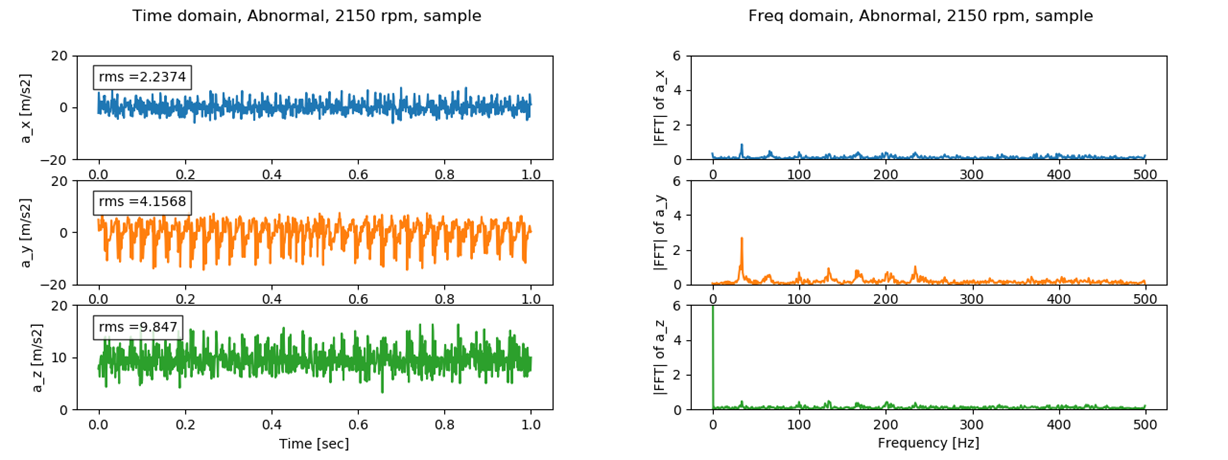 Time domain, Abnormal, 2150 rpm, sample
20
0
−20
a_x [m/s2]
rms =2.2374
0.0 0.2 0.4 0.6 0.8 1.0
20
0
−20
a_y [m/s2]
rms =4.1568
0.0 0.2 0.4 0.6 0.8 1.0
20
10
0
a_z [m/s2]
rms =9.847
0.0 0.2 0.4 0.6 0.8 1.0
Time [sec]
Freq domain, Abnormal, 2150 rpm, sample
6
4
2
0
|FFT| of a_x
0 100 200 300 400 500
6
4
2
0
|FFT| of a_y
0 100 200 300 400 500
6
4
2
0
|FFT| of a_z
0 100 200 300 400 500
Frequency [Hz]